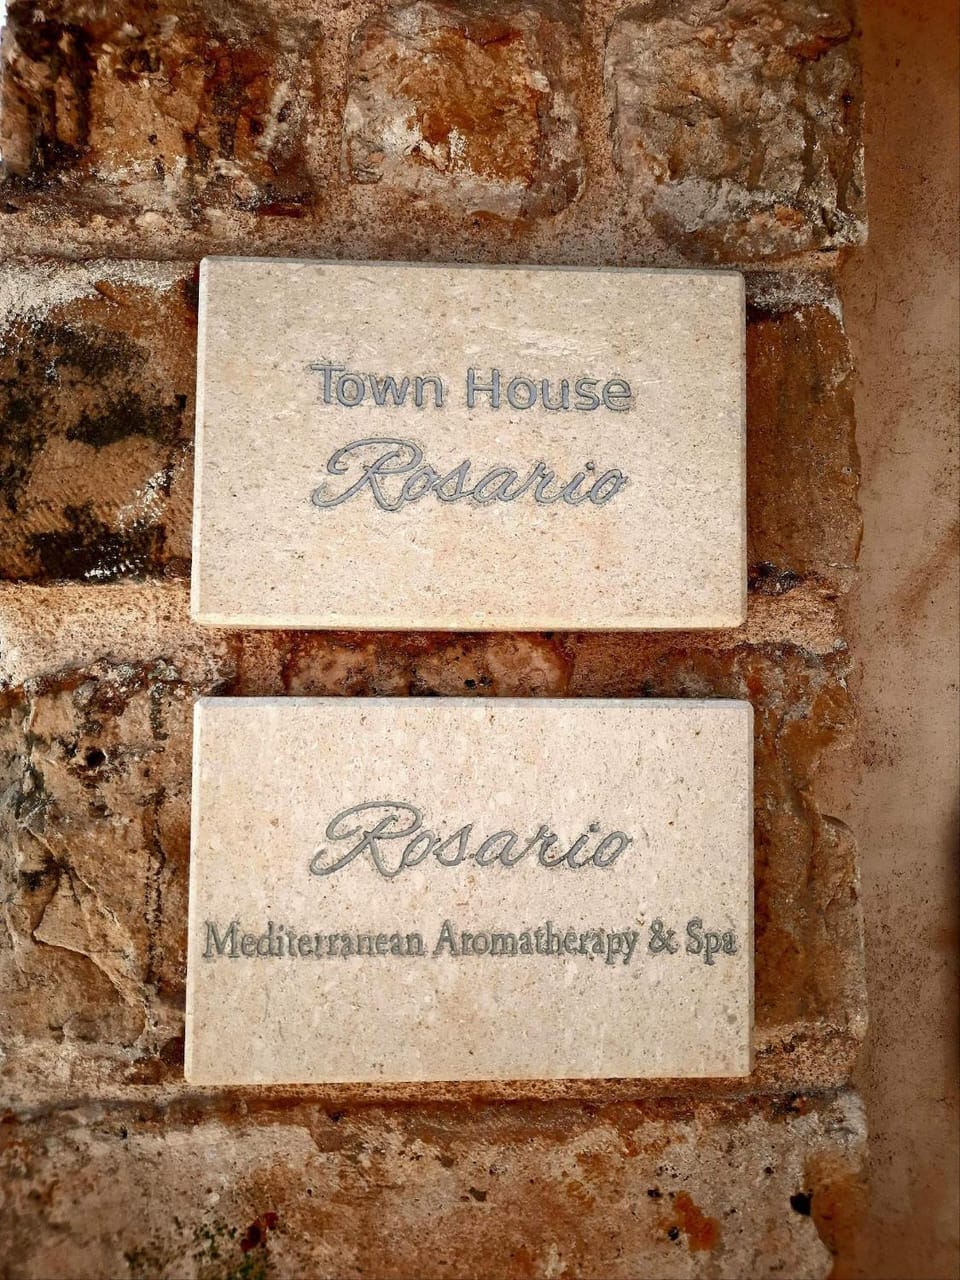 Town House
Rosario
Rosario
Mediterranean Aromatherapy & Spa